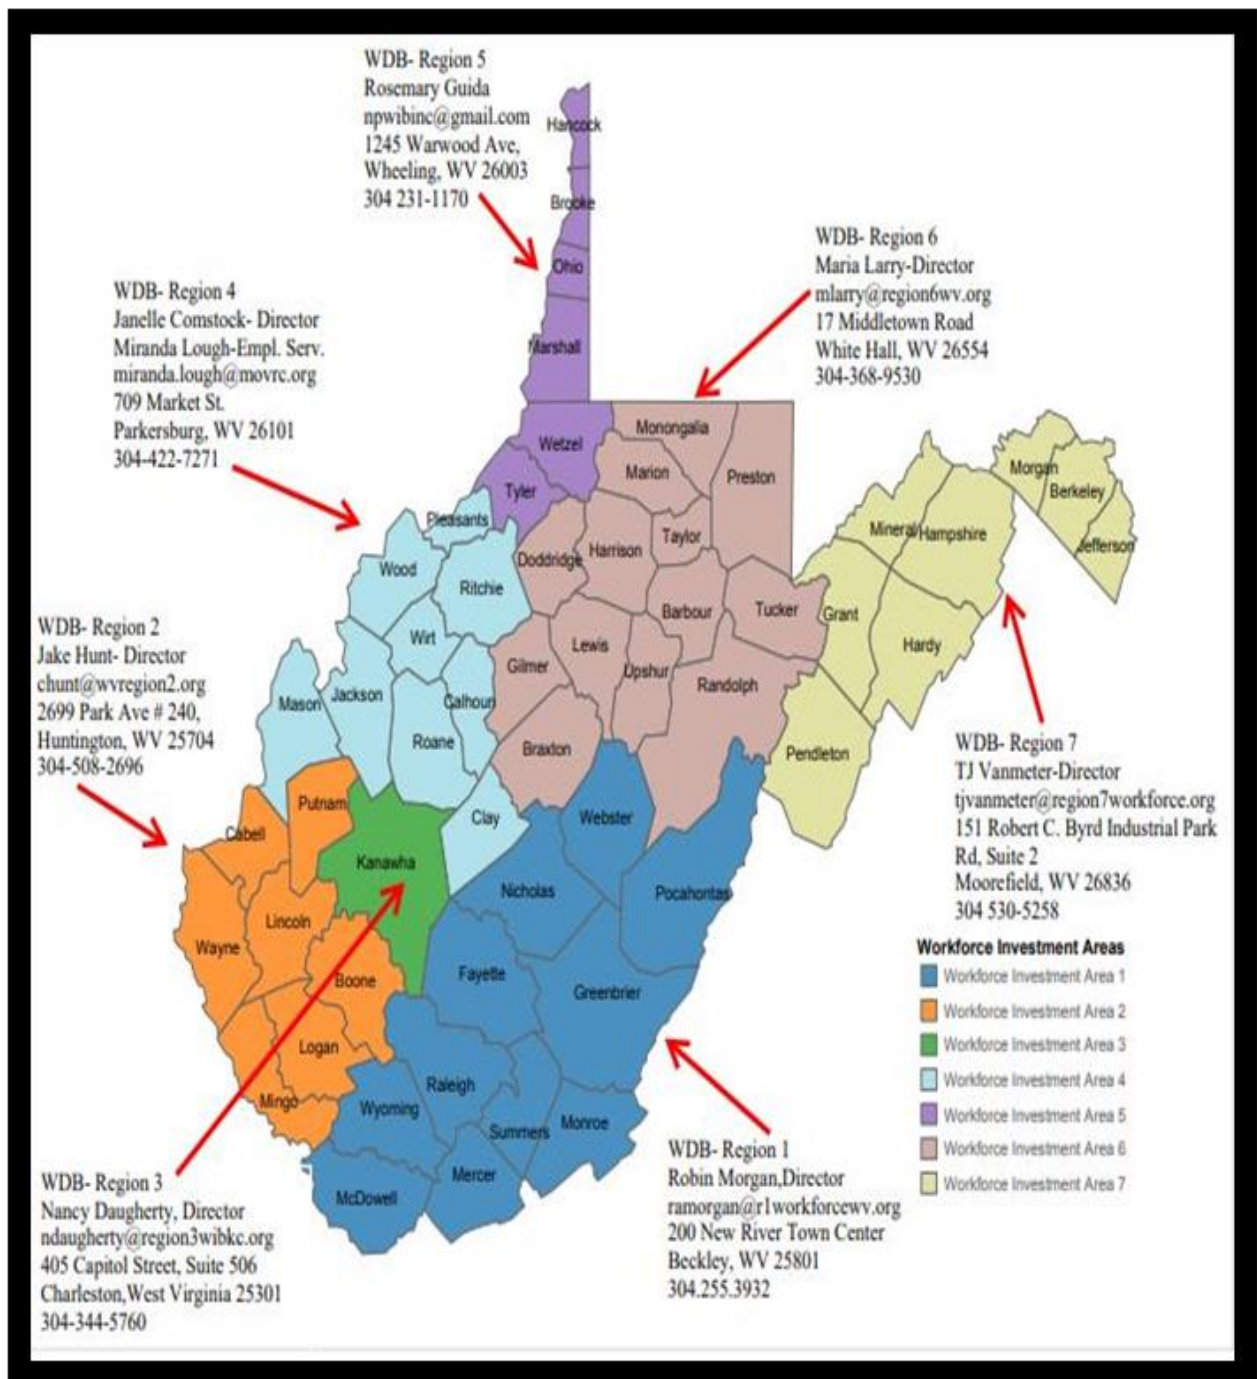 WDB- Region 5
Rosemary Guida
npwibinc@gmail.com
1245 Warwood Ave,
Wheeling, WV 26003
304 231-1170
WDB- Region 6
Maria Larry-Director
mlarry@region6wv.org
17 Middletown Road
White Hall, WV 26554
304-368-9530
WDB- Region 4
Janelle Comstock- Director
Miranda Lough-Empl. Serv.
miranda.lough@movrc.org
709 Market St.
Parkersburg, WV 26101
304-422-7271
WDB- Region 2
Jake Hunt- Director
chunt@wvregion2.org
2699 Park Ave # 240,
Huntington, WV 25704
304-508-2696
Hancock
Brooke
Ohio
Marshall
Wetzel
Tyler
Monongalia
Marion
Preston
Morgan
Berkeley
Jefferson
Mineral
Hampshire
Pleasants
Wood
Ritchie
Doddridge
Harrison
Taylor
Barbour
Tucker
Grant
Hardy
Wirt
Gilmer
Lewis
Upshur
Randolph
Mason
Jackson
Calhoun
Roane
Braxton
Pendleton
Putnam
Cabell
Kanawha
Clay
Webster
Nicholas
Pocahontas
Lincoln
Wayne
Boone
Fayette
Greenbrier
Logan
Mingo
Raleigh
Wyoming
Summers
Monroe
Mercer
McDowell
WDB- Region 7
TJ Vanmeter-Director
tjvanmeter@region7workforce.org
151 Robert C. Byrd Industrial Park
Rd, Suite 2
Moorefield, WV 26836
304 530-5258
Workforce Investment Areas
Workforce Investment Area 1
Workforce Investment Area 2
Workforce Investment Area 3
Workforce Investment Area 4
Workforce Investment Area 5
Workforce Investment Area 6
Workforce Investment Area 7
WDB- Region 3
Nancy Daugherty, Director
ndaugherty@region3wibkc.org
405 Capitol Street, Suite 506
Charleston,West Virginia 25301
304-344-5760
WDB- Region 1
Robin Morgan,Director
ramorgan@r1workforcewv.org
200 New River Town Center
Beckley, WV 25801
304.255.3932